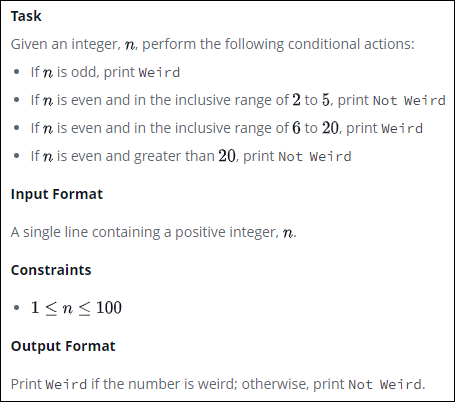 Task
Given an integer, n, perform the following conditional actions:
• If n is odd, print Weird
• If n is even and in the inclusive range of 2 to 5, print Not Weird
• If n is even and in the inclusive range of 6 to 20, print Weird
• If n is even and greater than 20, print Not Weird
Input Format
A single line containing a positive integer, n.
Constraints
• 1 ≤ n ≤ 100
Output Format
Print Weird if the number is weird; otherwise, print Not Weird.